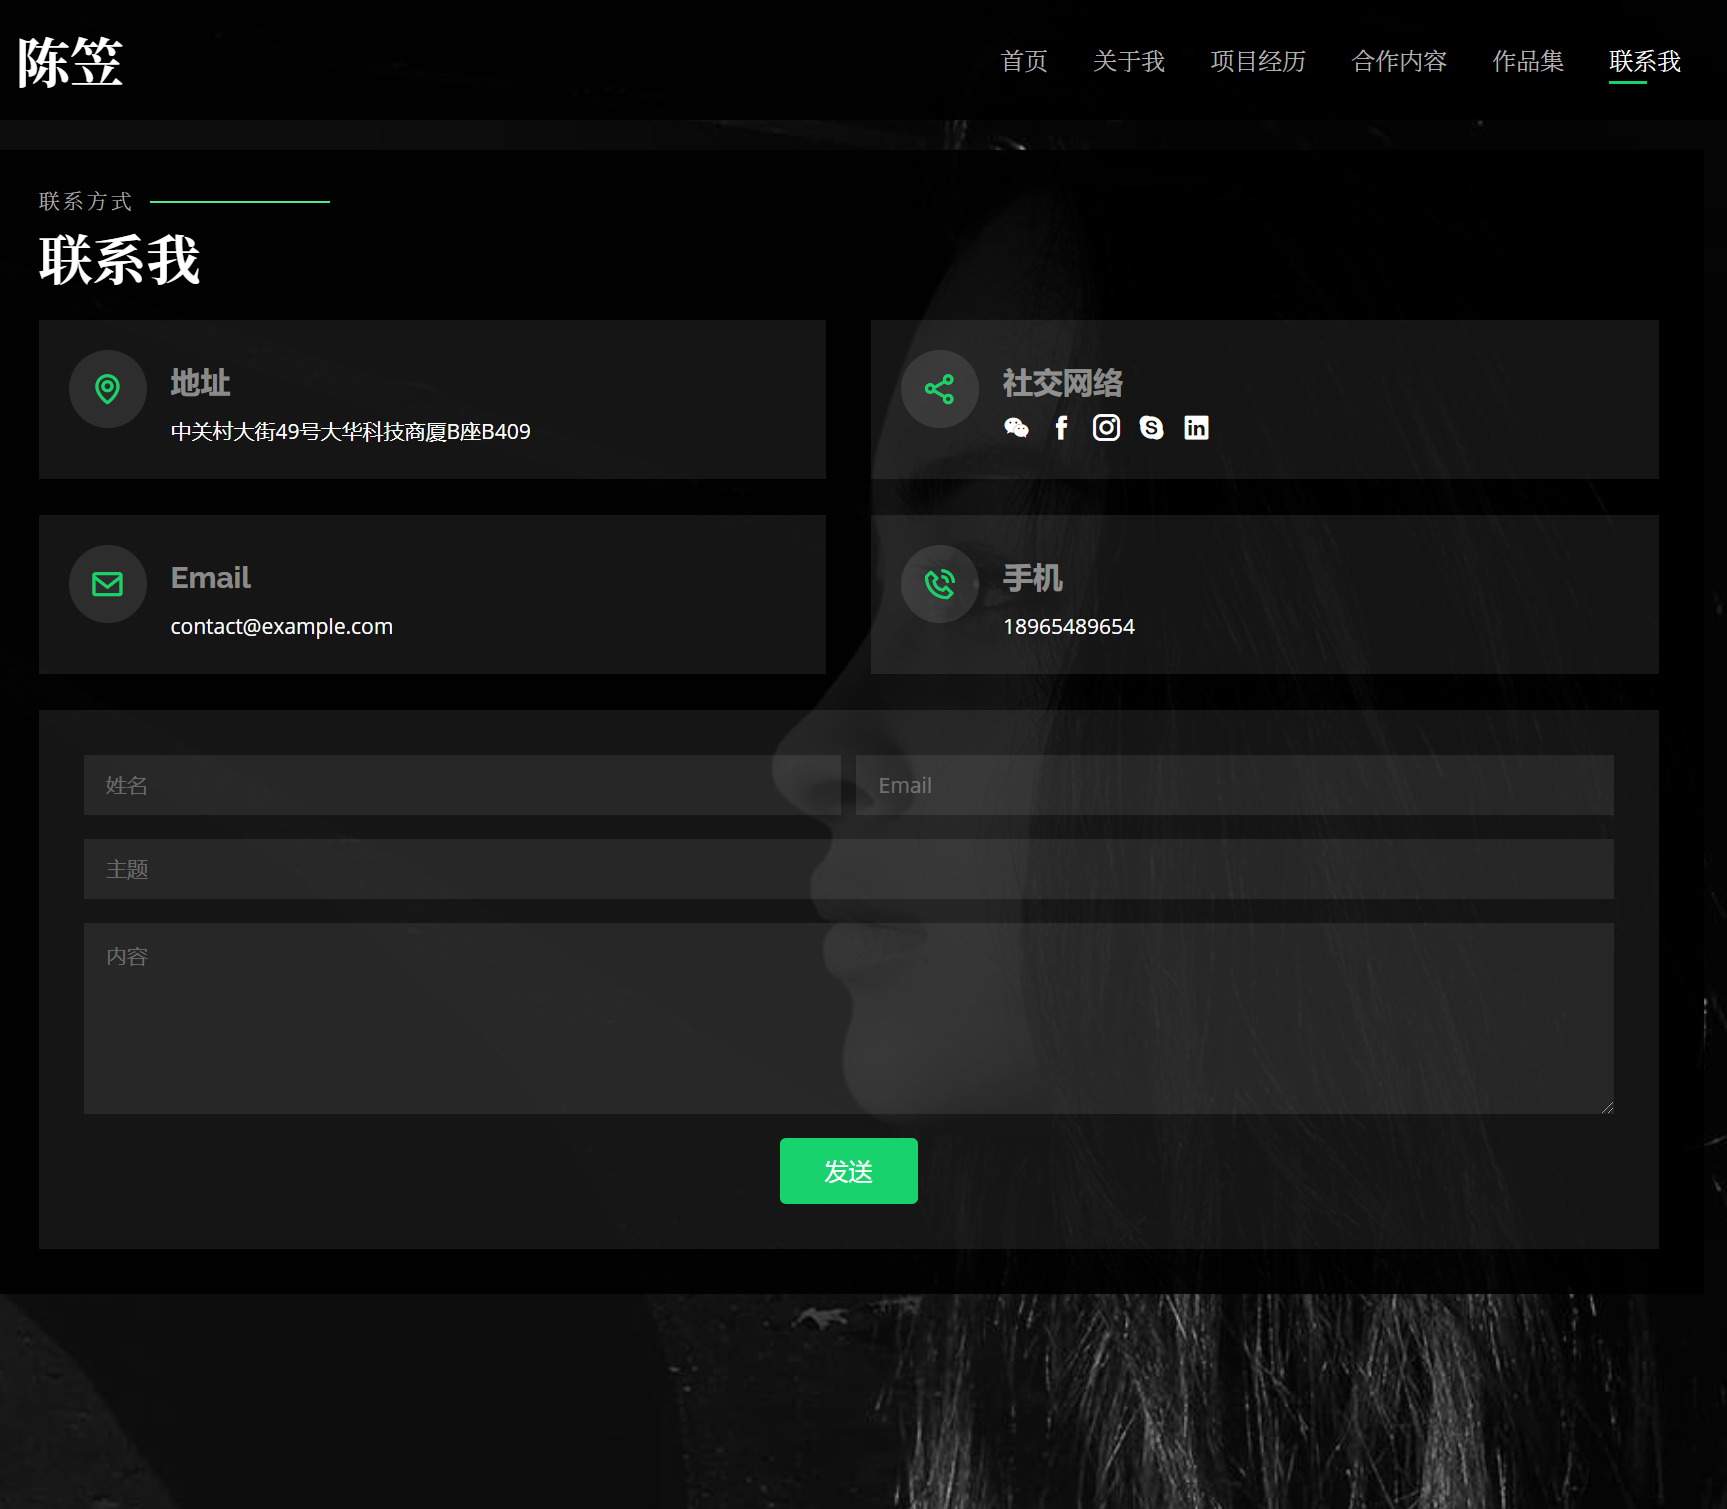 陈笠
首页 关于我 项目经历 合作内容 作品集 联系我
联系方式
联系我
地址
中关村大街49号大华科技商厦B座B409
社交网络
Email
contact@example.com
手机
18965489654
姓名
Email
主题
内容
发送